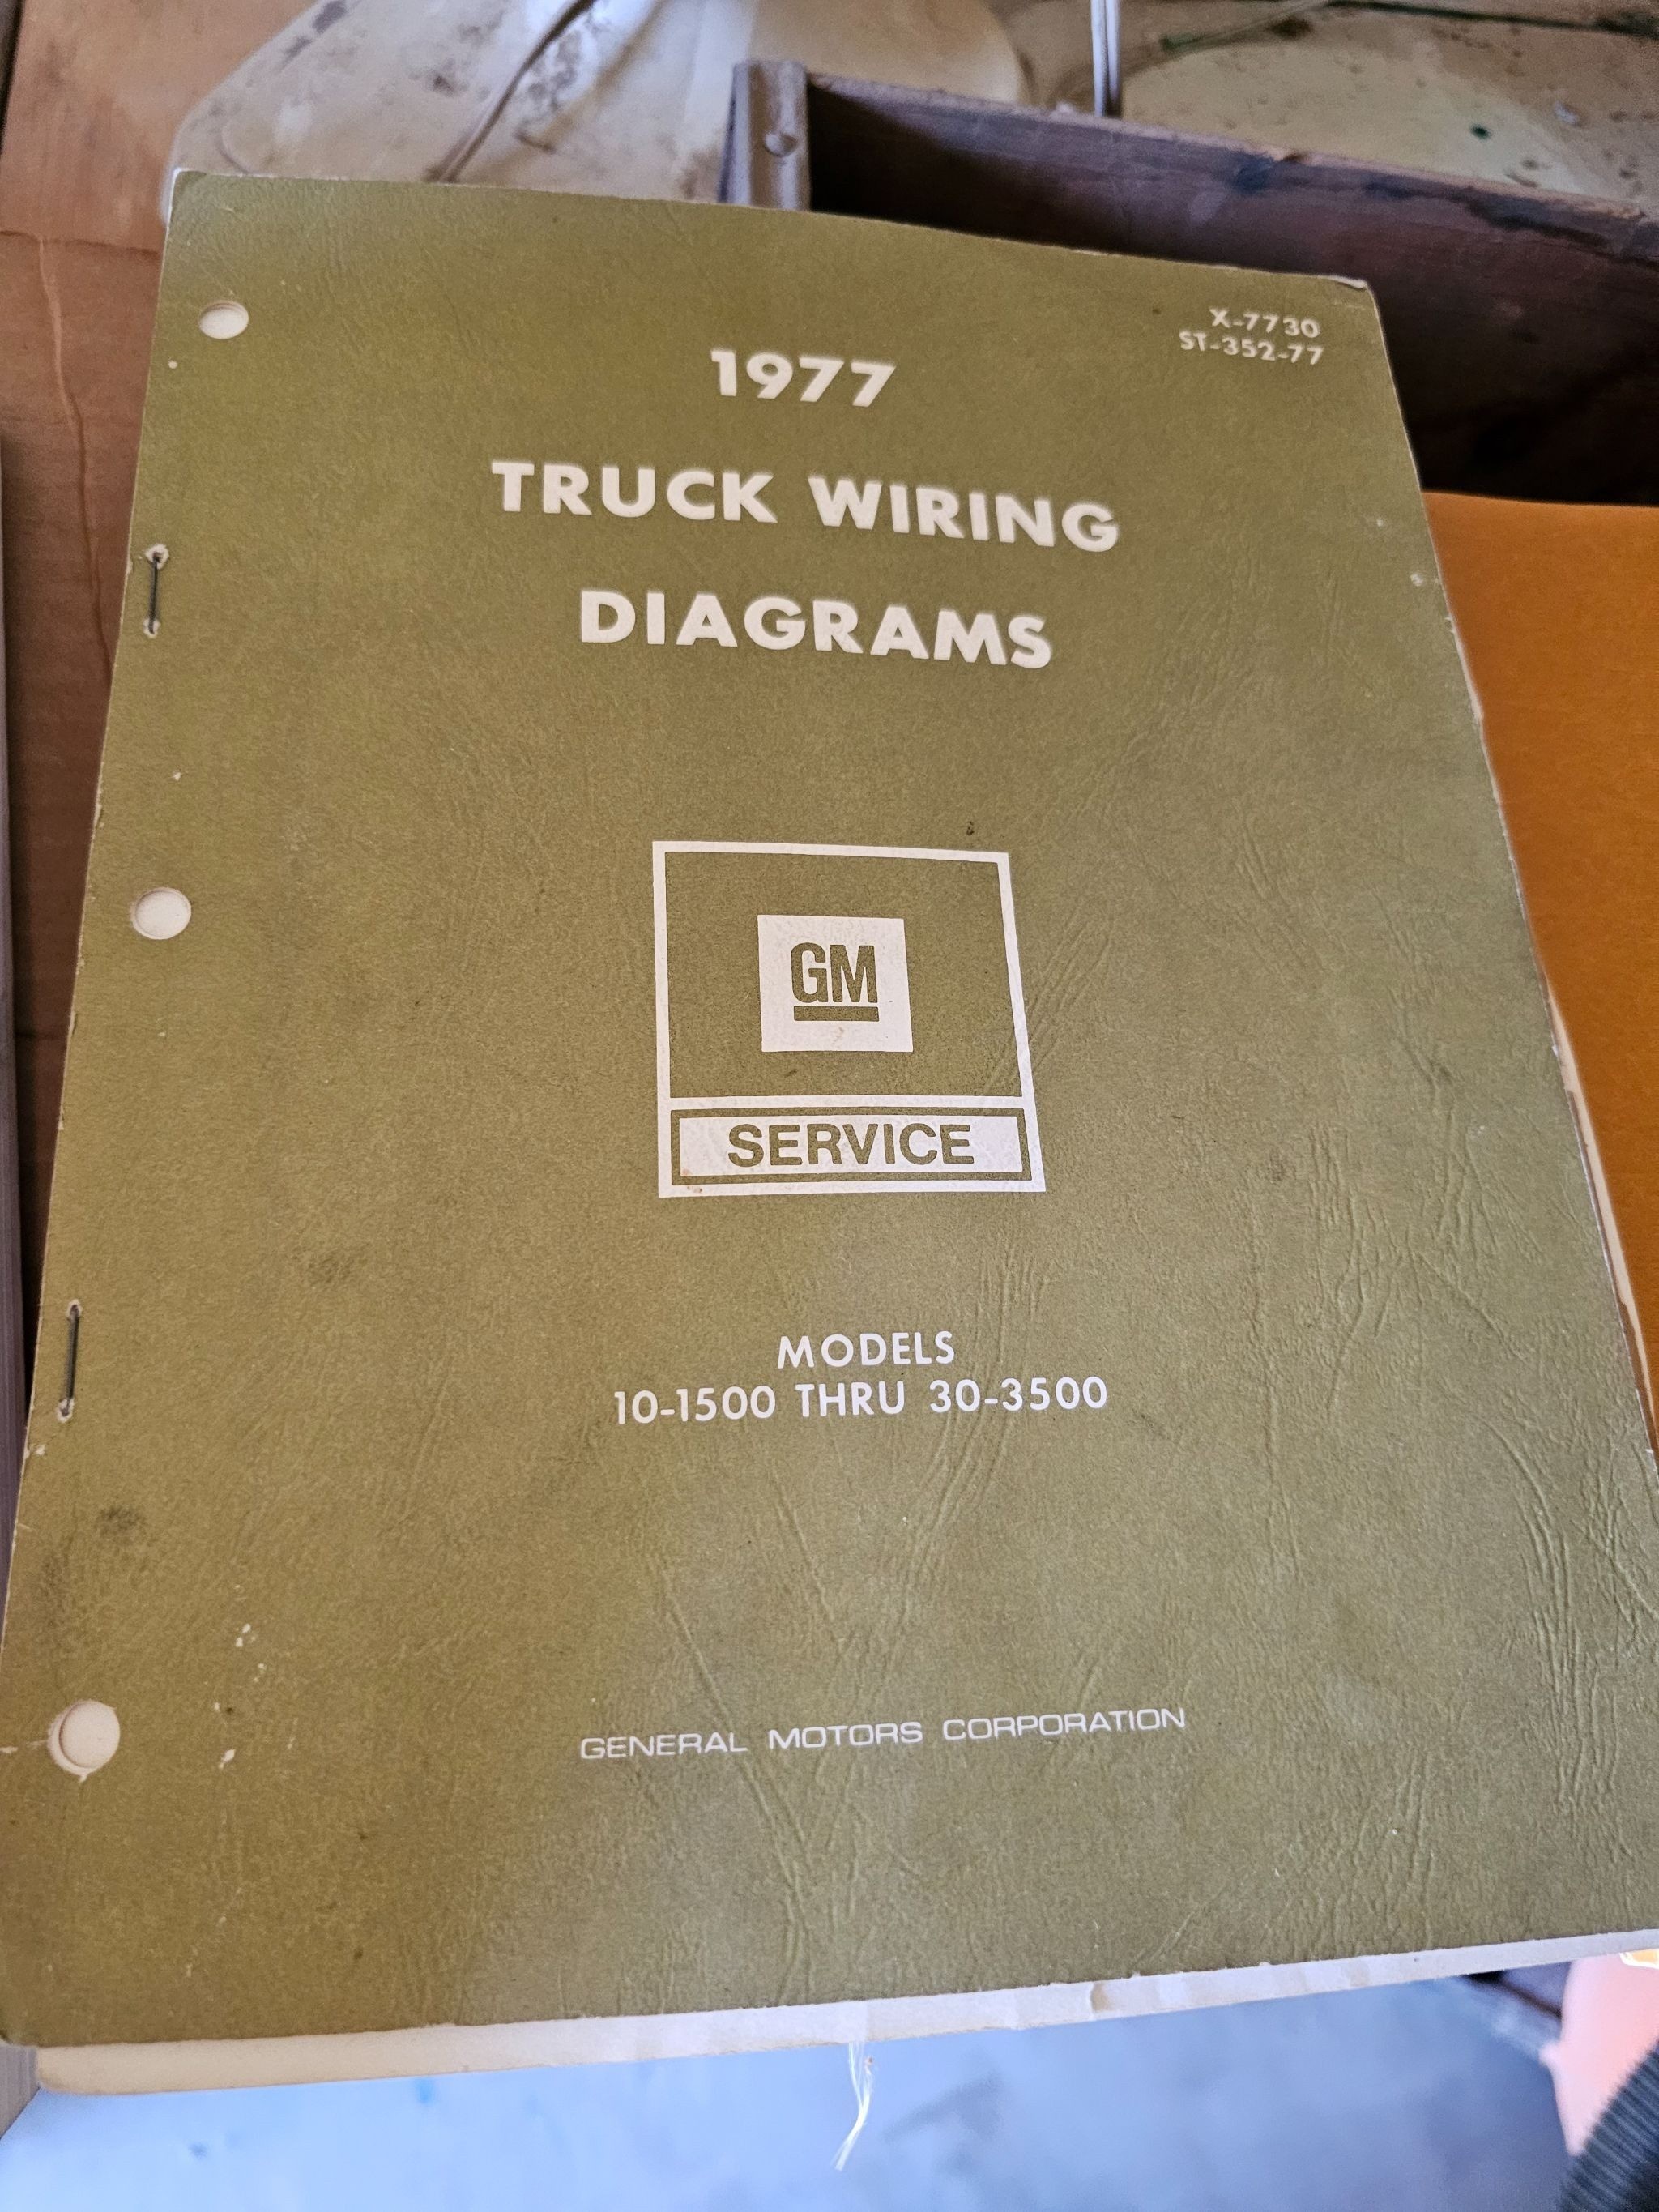 X-7730
ST-352-77
1977
TRUCK WIRING
DIAGRAMS
GM
SERVICE
MODELS
10-1500 THRU 30-3500
GENERAL MOTORS CORPORATION